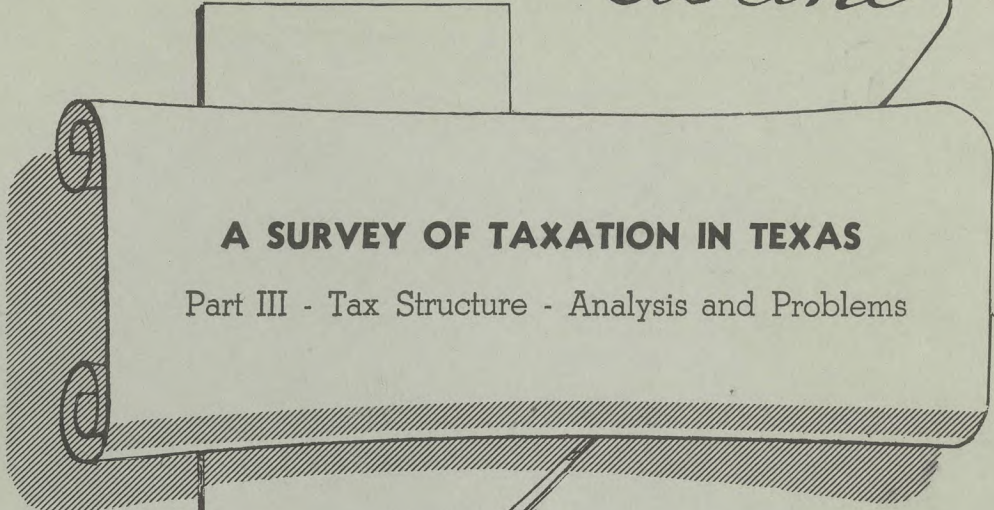 A SURVEY OF TAXATION IN TEXAS
Part III - Tax Structure - Analysis and Problems